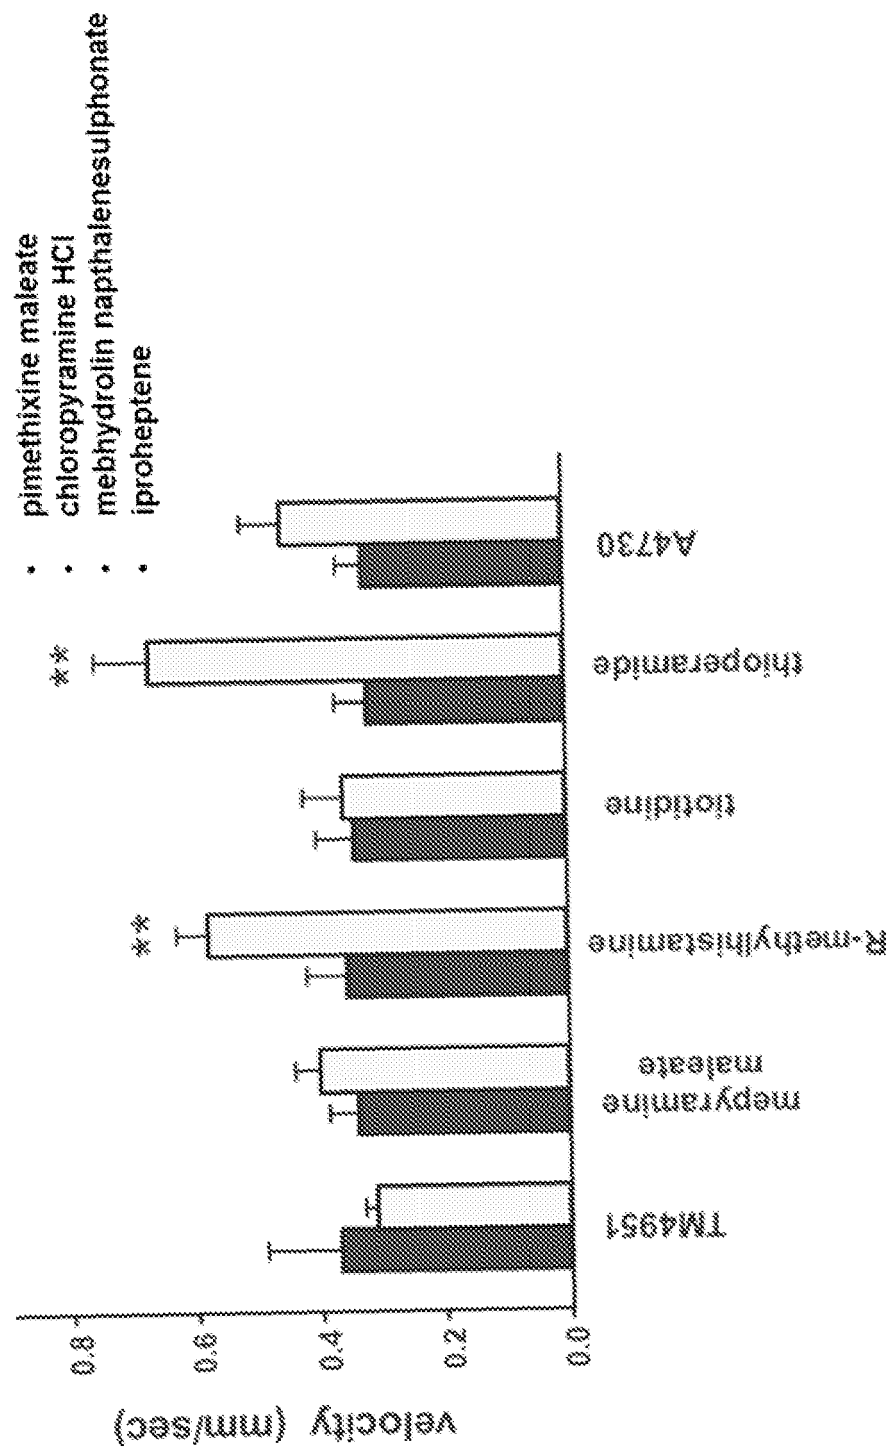 • pimethixine maleate
• chloropyramine HCl
• mebhydrolin napthalenesulphonate
• iproheptene
**
**
velocity (mm/sec)
0.8
0.6
0.4
0.2
0.0
TM4951
mepyramine
maleate
R-methylhistamine
tiotidine
thioperamide
A4730